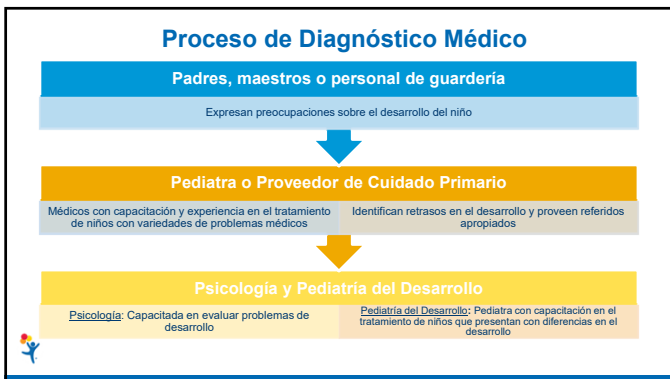 Proceso de Diagnóstico Médico
Padres, maestros o personal de guardería
Expresan preocupaciones sobre el desarrollo del niño
Pediatra o Proveedor de Cuidado Primario
Médicos con capacitación y experiencia en el tratamiento
de niños con variedades de problemas médicos
Identifican retrasos en el desarrollo y proveen referidos
apropiados
Psicología y Pediatría del Desarrollo
Psicología: Capacitada en evaluar problemas de
desarrollo
Pediatría del Desarrollo: Pediatra con capacitación en el
tratamiento de niños que presentan con diferencias en el
desarrollo